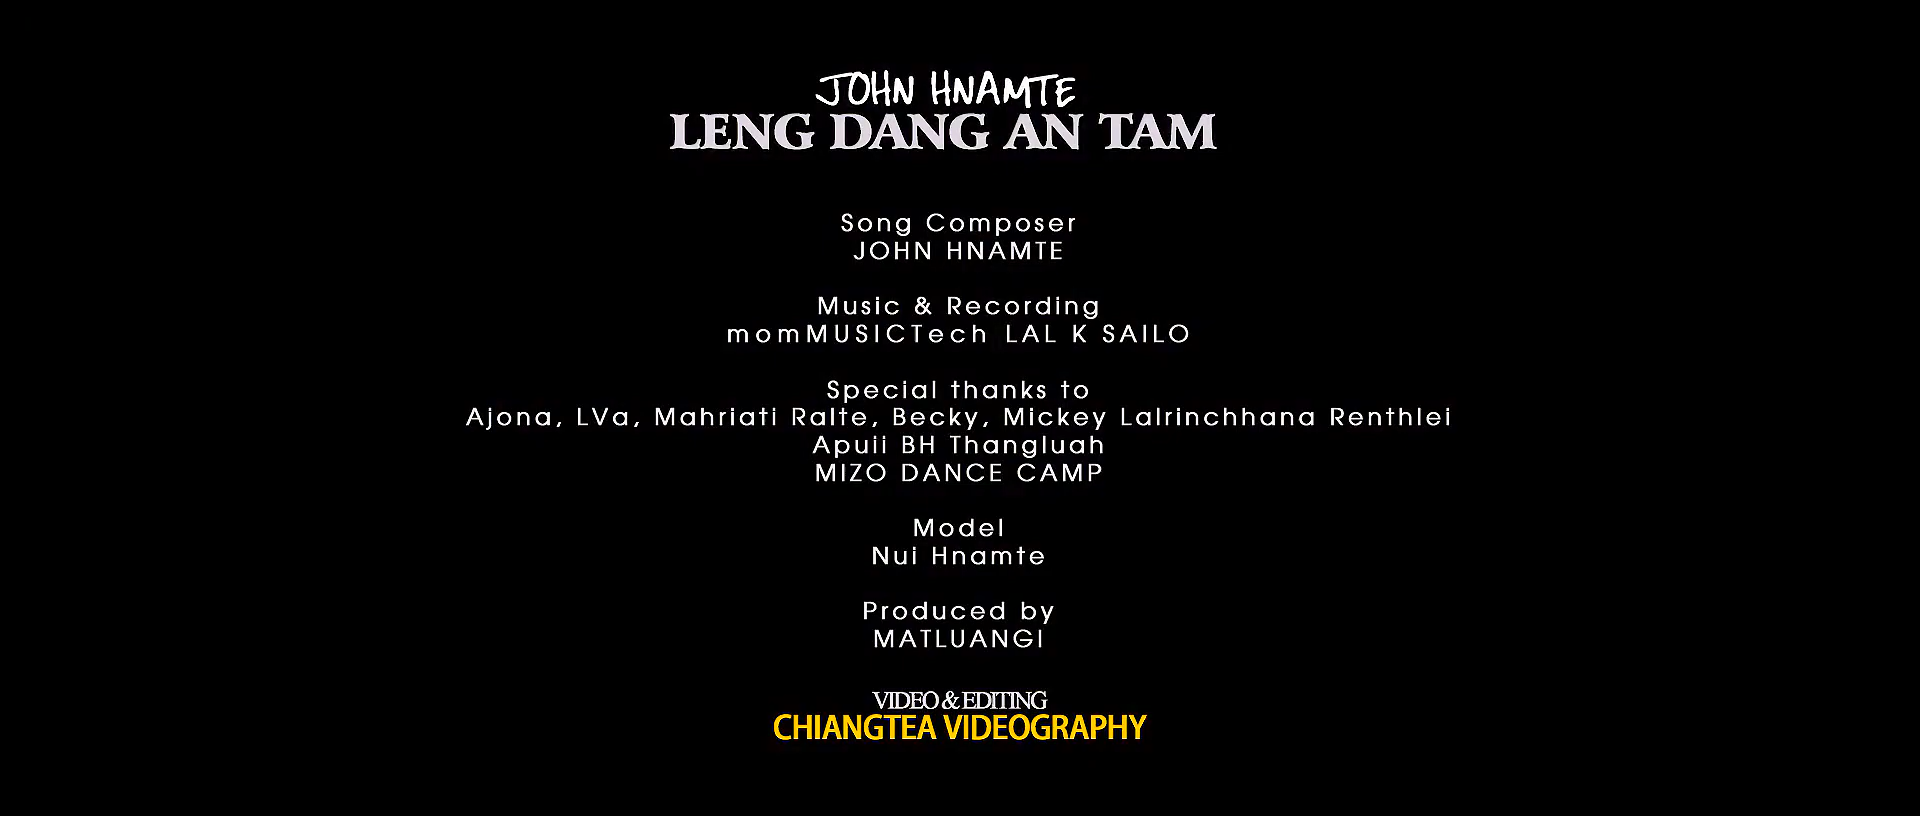 JOHN HNAMTE
LENG DANG AN TAM
Song Composer
JOHN HNAMTE
Music & Recording
momMUSICTech LAL K SAILO
Special thanks to
Ajona, LVa, Mahriati Ralte, Becky, Mickey Lalrinchhana Renthlei
Apuii BH Thangluah
MIZO DANCE CAMP
Model
Nui Hnamte
Produced by
MATLUANGI
VIDEO & EDITING
CHIANGTEA VIDEOGRAPHY